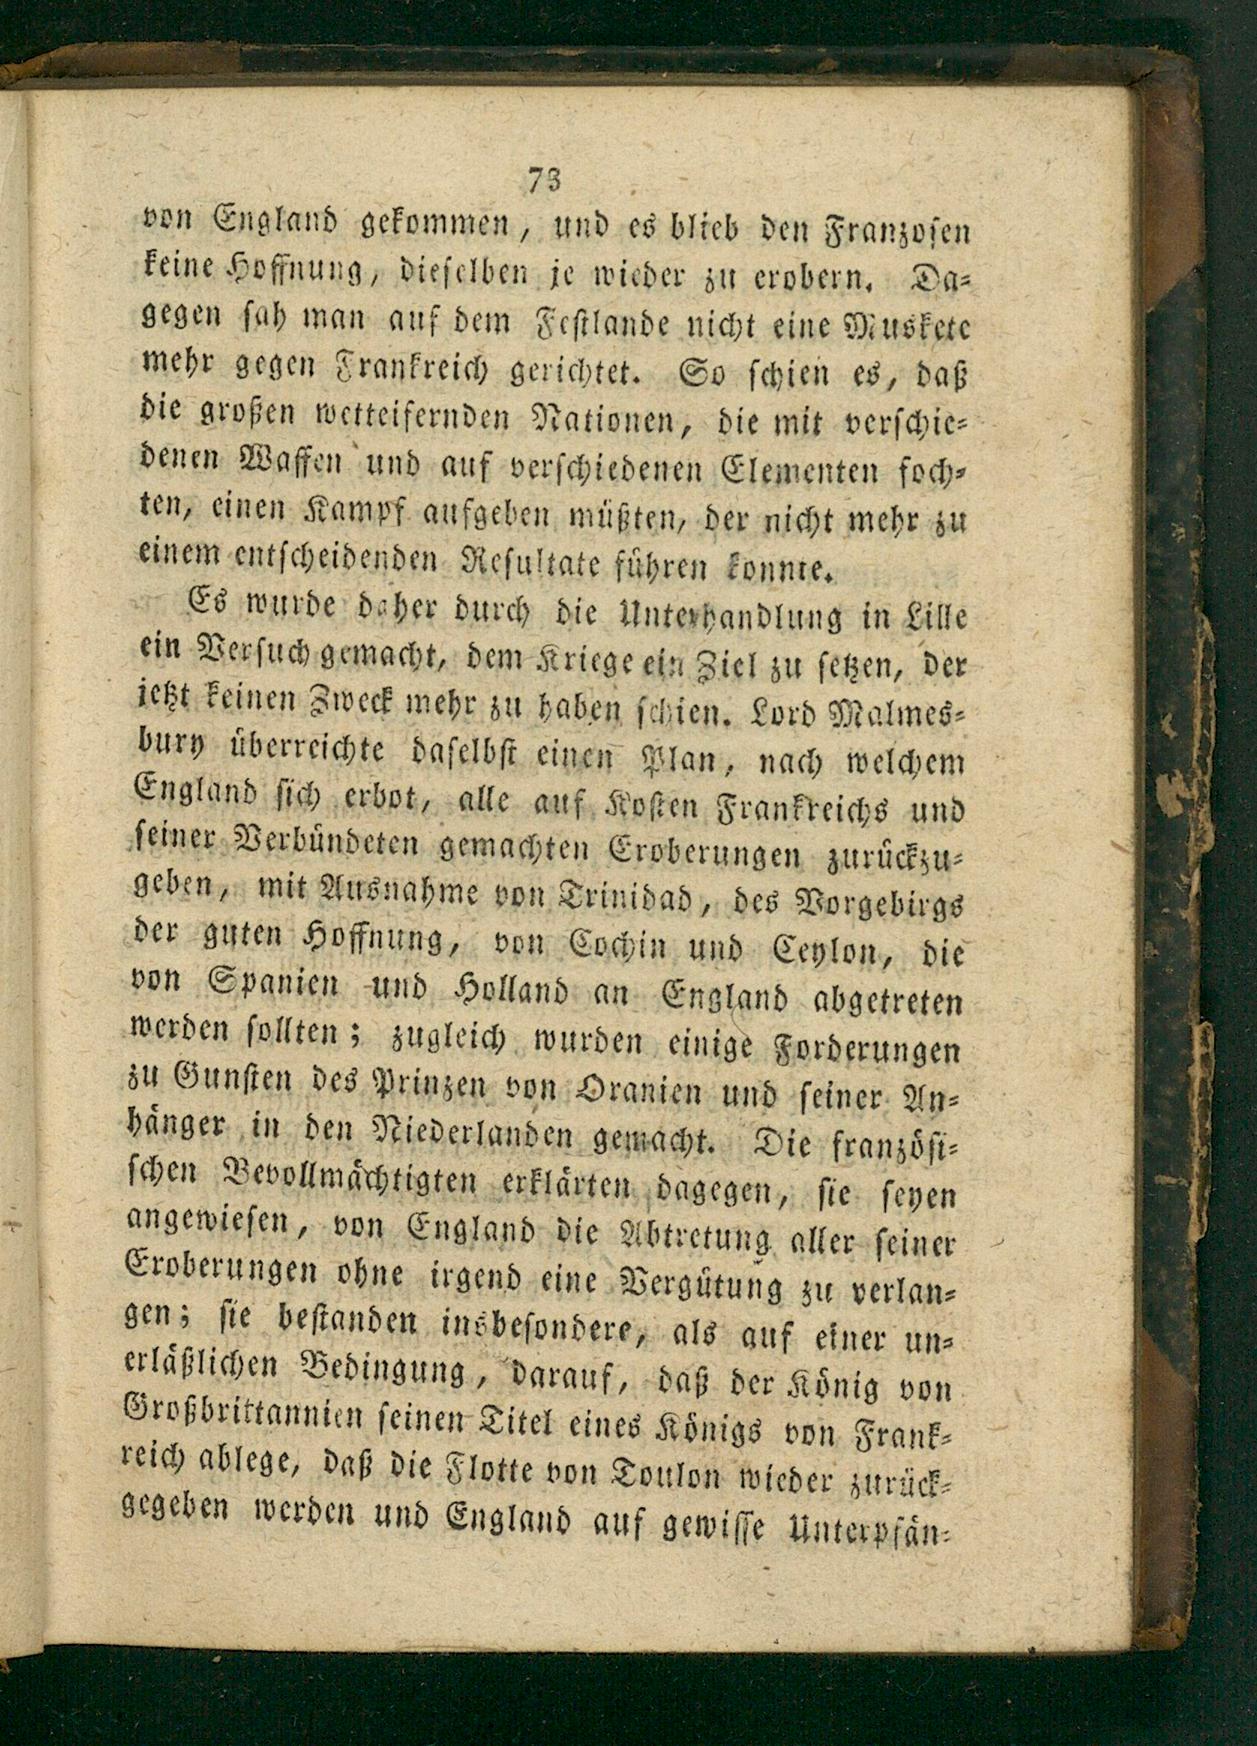 73
von England gekommen, und es blieb den Franzosen
keine Hoffnung, dieselben je wieder zu erobern. Da-
gegen sah man auf dem Festlande nicht eine Muskete
mehr gegen Frankreich gerichtet. So schien es, daß
die großen wetteifernden Nationen, die mit verschie-
denen Waffen und auf verschiedenen Elementen foch-
ten, einen Kampf aufgeben müßten, der nicht mehr zu
einem entscheidenden Resultate führen konnte.
Es wurde daher durch die Unterhandlung in Lille
ein Versuch gemacht, dem Kriege ein Ziel zu setzen, der
jetzt keinen Zweck mehr zu haben schien. Lord Malmes-
bury überreichte daselbst einen Plan, nach welchem
England sich erbot, alle auf Kosten Frankreichs und
seiner Verbündeten gemachten Eroberungen zurückzu-
geben, mit Ausnahme von Trinidad, des Vorgebirgs
der guten Hoffnung, von Cochin und Ceylon, die
von Spanien und Holland an England abgetreten
werden sollten; zugleich wurden einige Forderungen
zu Gunsten des Prinzen von Oranien und seiner An-
hänger in den Niederlanden gemacht. Die französi-
schen Bevollmächtigten erklärten dagegen, sie seyen
angewiesen, von England die Abtretung aller seiner
Eroberungen ohne irgend eine Vergütung zu verlan-
gen; sie bestanden insbesondere, als auf einer un-
erläßlichen Bedingung, darauf, daß der König von
Großbrittannien seinen Titel eines Königs von Frank-
reich ablege, daß die Flotte von Toulon wieder zurück-
gegeben werden und England auf gewisse Unterpfän-